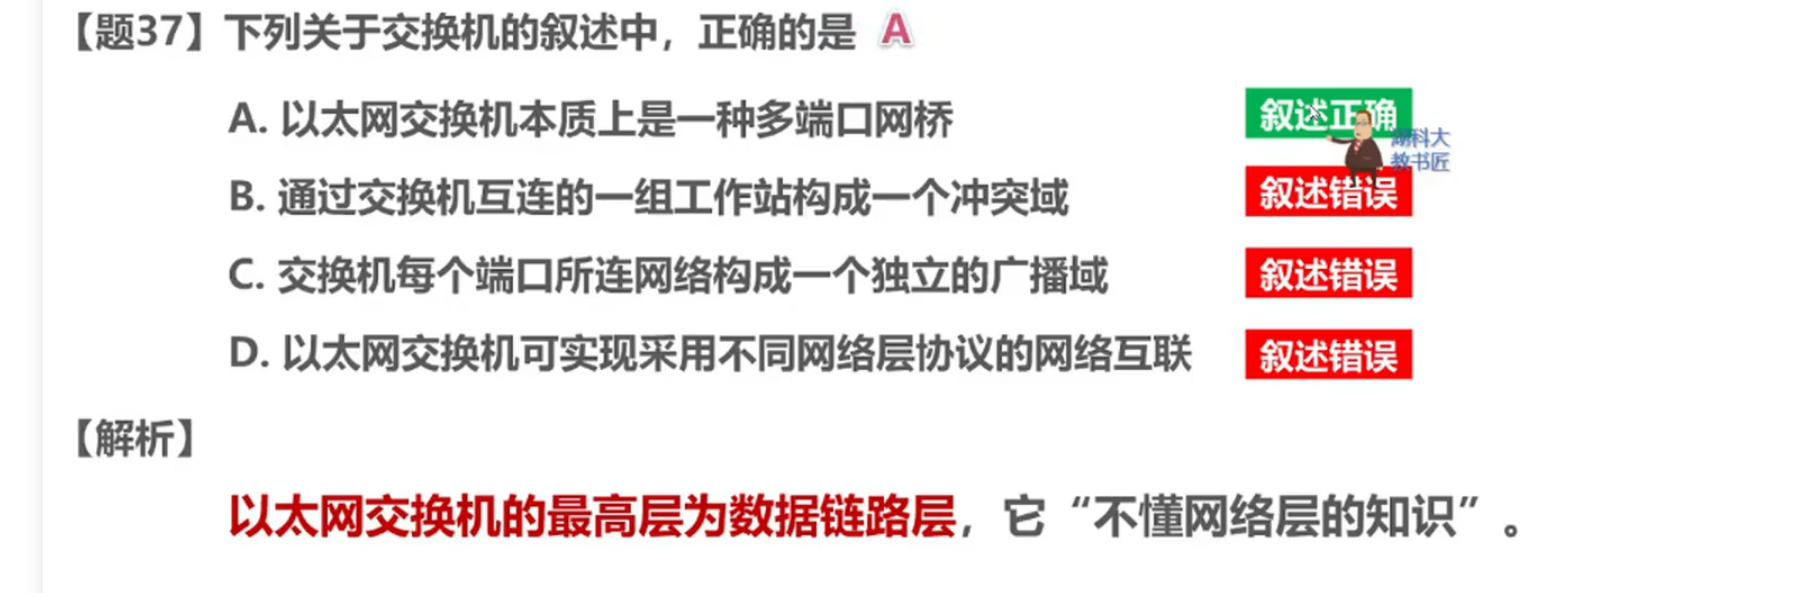 【题37】下列关于交换机的叙述中，正确的是 A
A. 以太网交换机本质上是一种多端口网桥
叙述正确
湖科大
教书匠
B. 通过交换机互连的一组工作站构成一个冲突域
叙述错误
C. 交换机每个端口所连网络构成一个独立的广播域
叙述错误
D. 以太网交换机可实现采用不同网络层协议的网络互联
叙述错误
【解析】
以太网交换机的最高层为数据链路层，它“不懂网络层的知识”。